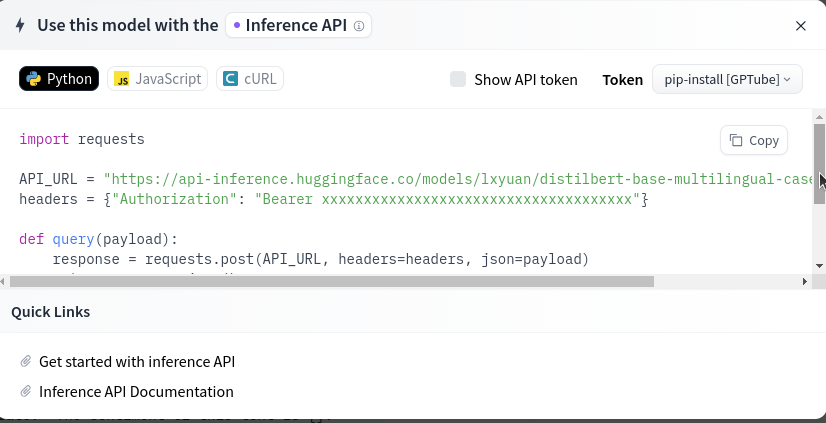 Use this model with the Inference API
Python JavaScript cURL Show API token Token pip-install [GPTube]
import requests
Copy
API_URL = "https://api-inference.huggingface.co/models/lxyuan/distilbert-base-multilingual-case
headers = {"Authorization": "Bearer xxxxxxxxxxxxxxxxxxxxxxxxxxxxxxxxxxxxx"}
def query(payload):
    response = requests.post(API_URL, headers=headers, json=payload)
Quick Links
Get started with inference API
Inference API Documentation